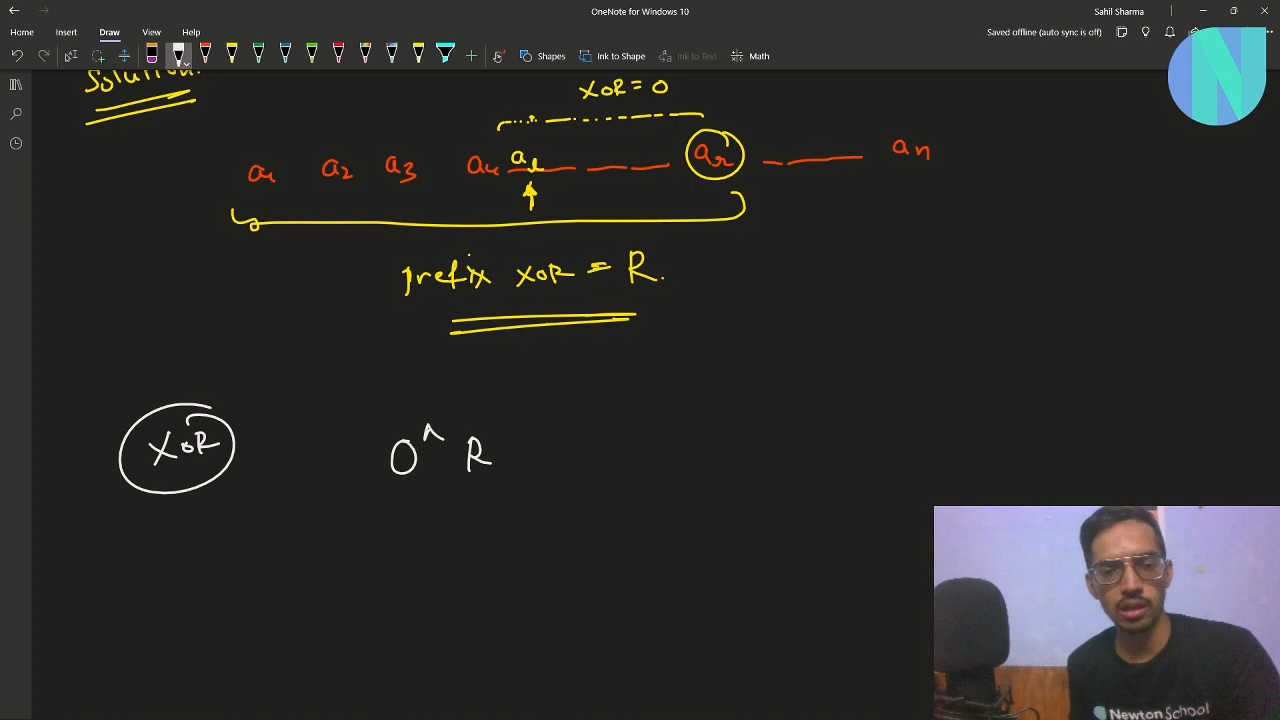 OneNote for Windows 10
Sahil Sharma
Home Insert Draw View Help
Saved offline (auto sync is off)
Shapes Ink to Shape Ink to Text Math
Solution:
XOR = 0
a1 a2 a3 a4 al ar an
prefix XOR = R.
XOR 0^ R
N
Newton School